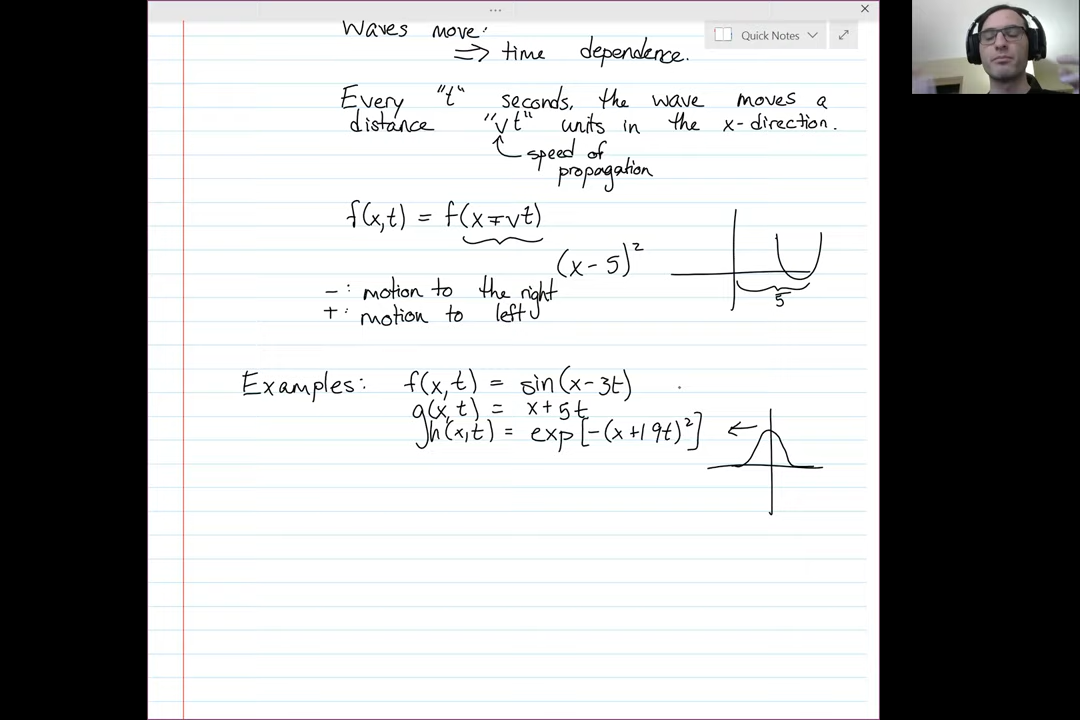 Waves move:
⇒ time dependence.
Quick Notes
Every "t" seconds, the wave moves a
distance "vt" units in the x-direction.
speed of
propagation
f(x,t) = f(x∓vt)
(x-5)²
5
- : motion to the right
+ : motion to left
Examples: f(x,t) = sin(x-3t)
g(x,t) = x+5t
h(x,t) = exp[-(x+19t)²]